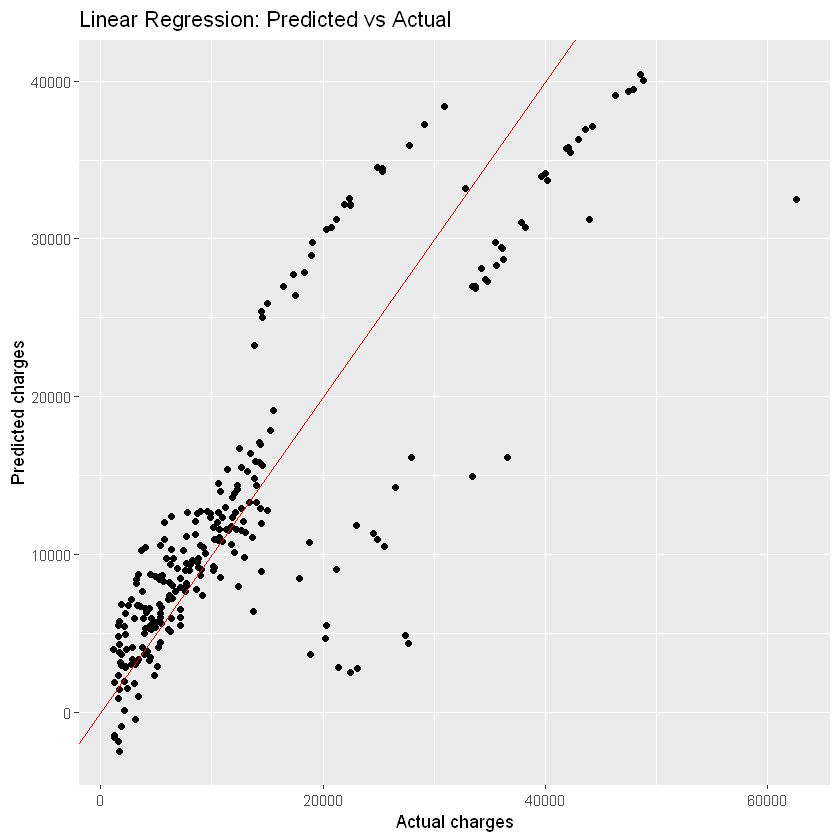 Linear Regression: Predicted vs Actual
Predicted charges
40000
30000
20000
10000
0
0 20000 40000 60000
Actual charges